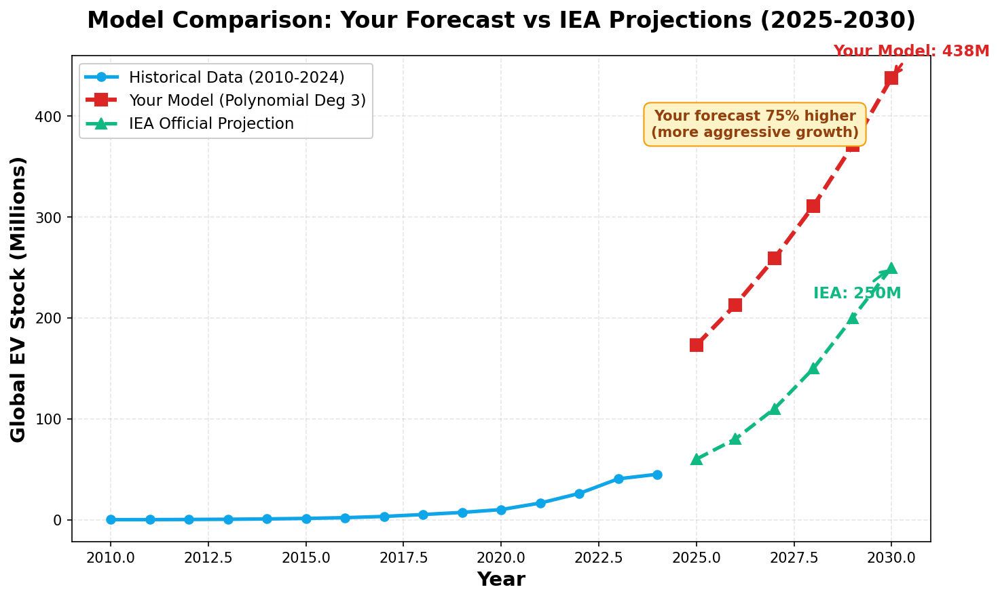 Model Comparison: Your Forecast vs IEA Projections (2025-2030)
Your Model: 438M
Historical Data (2010-2024)
Your Model (Polynomial Deg 3)
IEA Official Projection
Your forecast 75% higher
(more aggressive growth)
IEA: 250M
Global EV Stock (Millions)
400
300
200
100
0
2010.0 2012.5 2015.0 2017.5 2020.0 2022.5 2025.0 2027.5 2030.0
Year